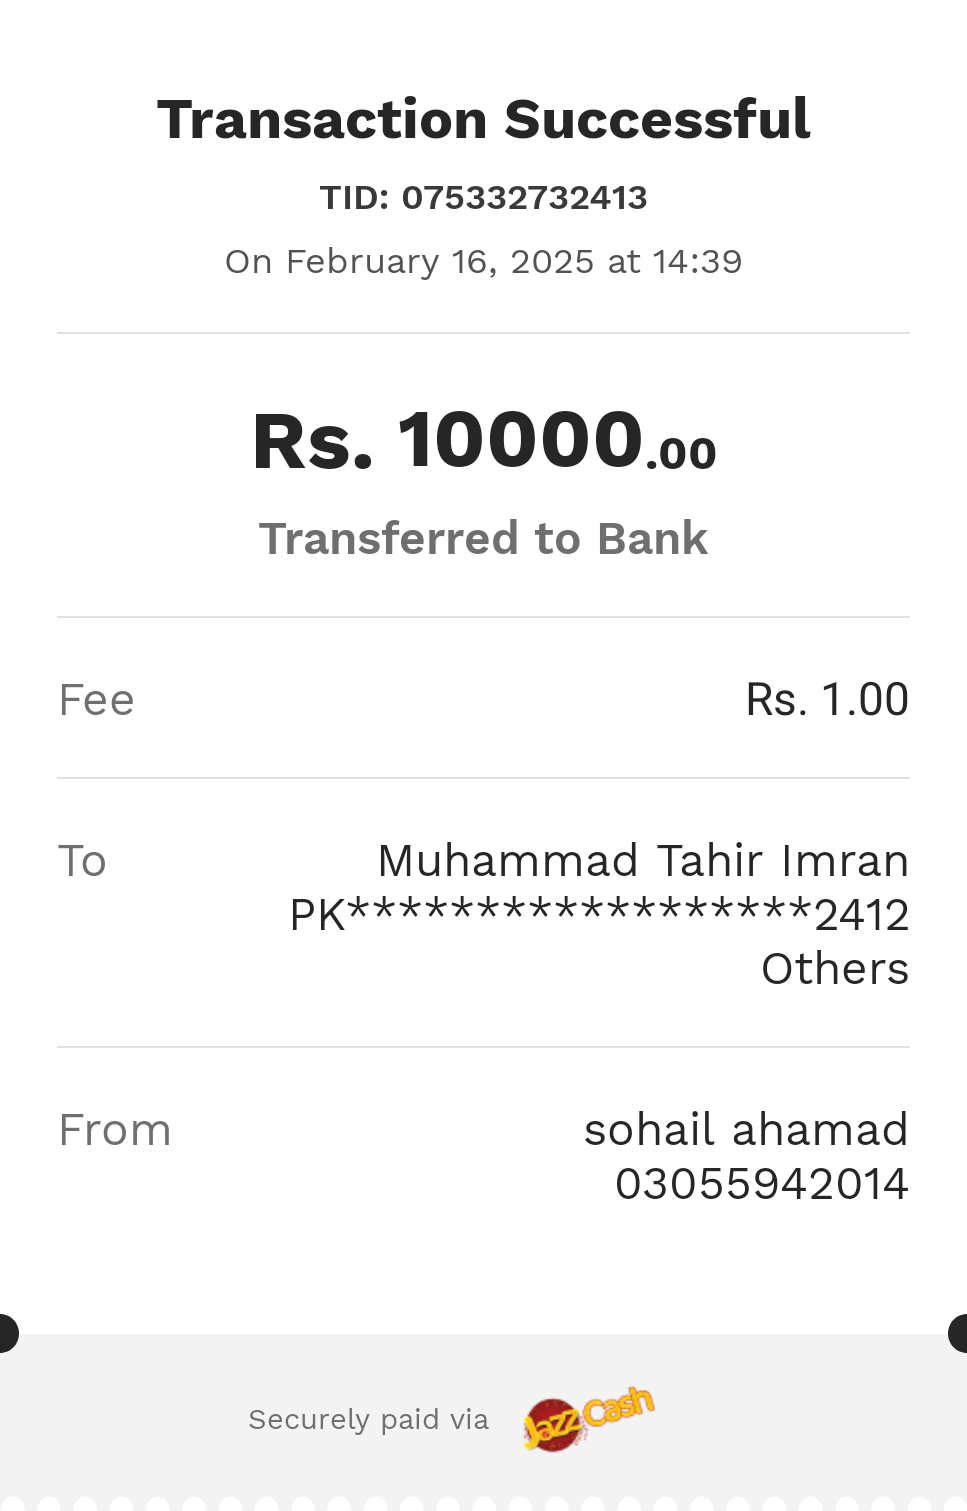 Transaction Successful
TID: 075332732413
On February 16, 2025 at 14:39
Rs. 10000.00
Transferred to Bank
Fee Rs. 1.00
To Muhammad Tahir Imran
PK******************2412
Others
From sohail ahamad
03055942014
Securely paid via JazzCash